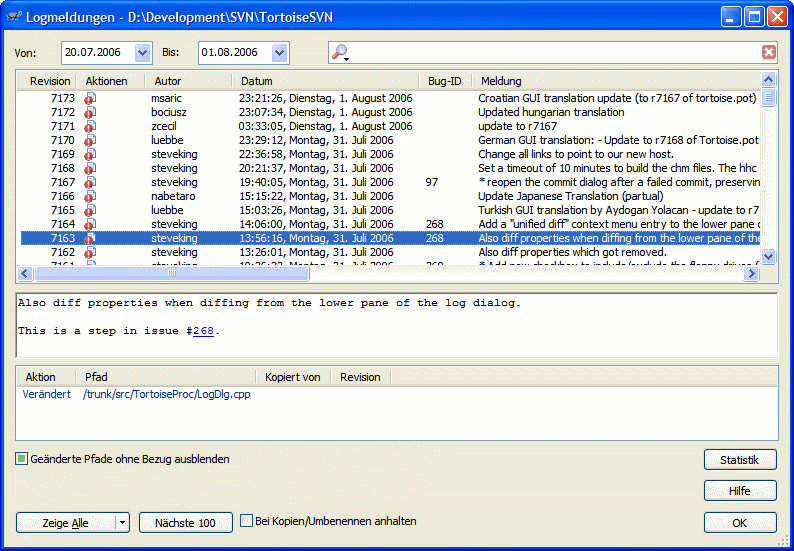 Logmeldungen - D:\Development\SVN\TortoiseSVN
Von: 20.07.2006 Bis: 01.08.2006
Revision Aktionen Autor Datum Bug-ID Meldung
7173 msaric 23:21:26, Dienstag, 1. August 2006 Croatian GUI translation update (to r7167 of tortoise.pot)
7172 bociusz 23:07:34, Dienstag, 1. August 2006 Updated hungarian translation
7171 zcecil 03:33:05, Dienstag, 1. August 2006 update to r7167
7170 luebbe 23:29:12, Montag, 31. Juli 2006 German GUI translation: - Update to r7168 of Tortoise.pot
7169 steveking 22:36:58, Montag, 31. Juli 2006 Change all links to point to our new host.
7168 steveking 20:21:37, Montag, 31. Juli 2006 Set a timeout of 10 minutes to build the chm files. The hhc
7167 steveking 19:40:05, Montag, 31. Juli 2006 97 * reopen the commit dialog after a failed commit, preservin
7166 nabetaro 15:15:22, Montag, 31. Juli 2006 Update Japanese Translation (partial)
7165 luebbe 15:03:26, Montag, 31. Juli 2006 Turkish GUI translation by Aydogan Yolacan - update to r7
7164 steveking 14:06:00, Montag, 31. Juli 2006 268 Add a "unified diff" context menu entry to the lower pane o
7163 steveking 13:56:16, Montag, 31. Juli 2006 268 Also diff properties when diffing from the lower pane of the
7162 steveking 13:26:01, Montag, 31. Juli 2006 Also diff properties which got removed.
Also diff properties when diffing from the lower pane of the log dialog.
This is a step in issue #268.
Aktion Pfad Kopiert von Revision
Verändert /trunk/src/TortoiseProc/LogDlg.cpp
Geänderte Pfade ohne Bezug ausblenden
Statistik
Hilfe
Zeige Alle Nächste 100 Bei Kopien/Umbenennen anhalten OK